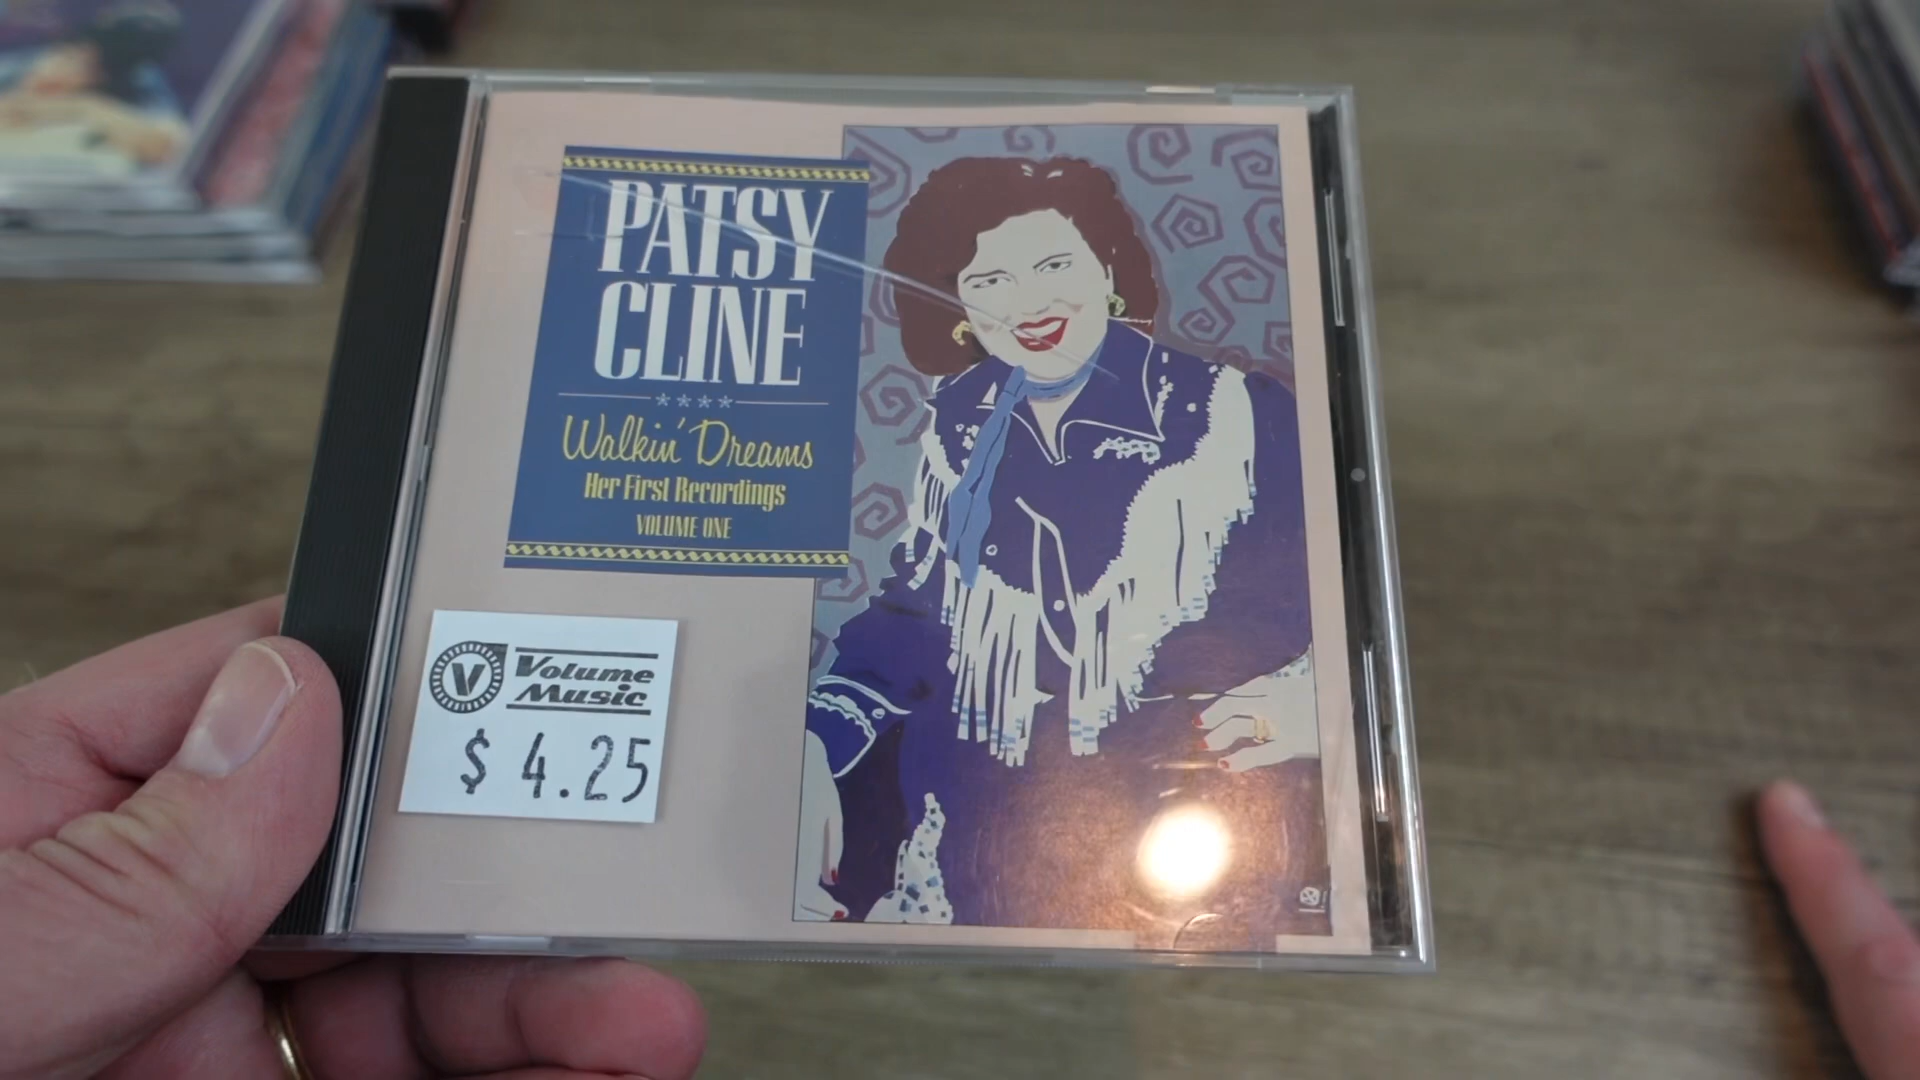 PATSY
CLINE
****
Walkin' Dreams
Her First Recordings
VOLUME ONE
V
Volume
Music
$ 4.25